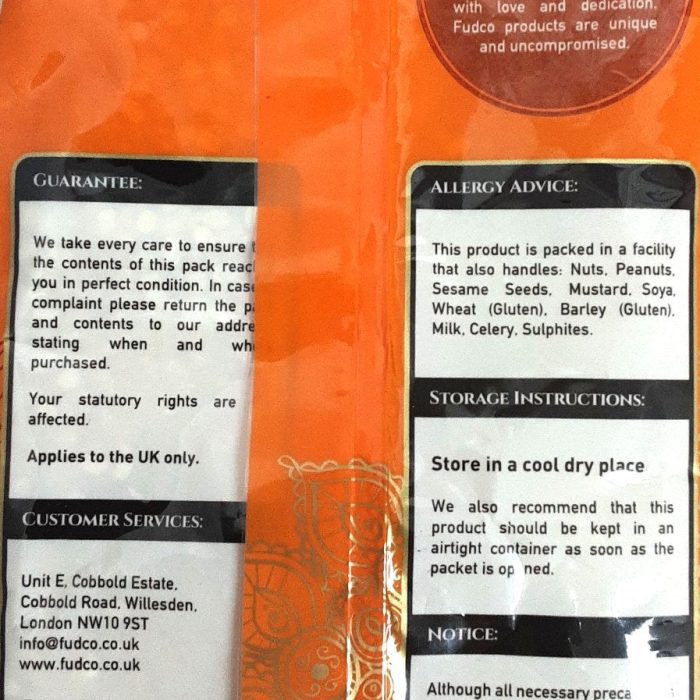 with love and dedication.
Fudco products are unique
and uncompromised.
GUARANTEE:
We take every care to ensure
the contents of this pack
you in perfect condition. In
complaint please return the
and contents to our
stating when and
purchased.
Your statutory rights are
affected.
Applies to the UK only.
CUSTOMER SERVICES:
Unit E, Cobbold Estate,
Cobbold Road, Willesden,
London NW10 9ST
info@fudco.co.uk
www.fudco.co.uk
ALLERGY ADVICE:
This product is packed in a facility
that also handles: Nuts, Peanuts,
Sesame Seeds, Mustard, Soya,
Wheat (Gluten), Barley (Gluten),
Milk, Celery, Sulphites.
STORAGE INSTRUCTIONS:
Store in a cool dry place
We also recommend that this
product should be kept in an
airtight container as soon as the
packet is opened.
NOTICE:
Although all necessary